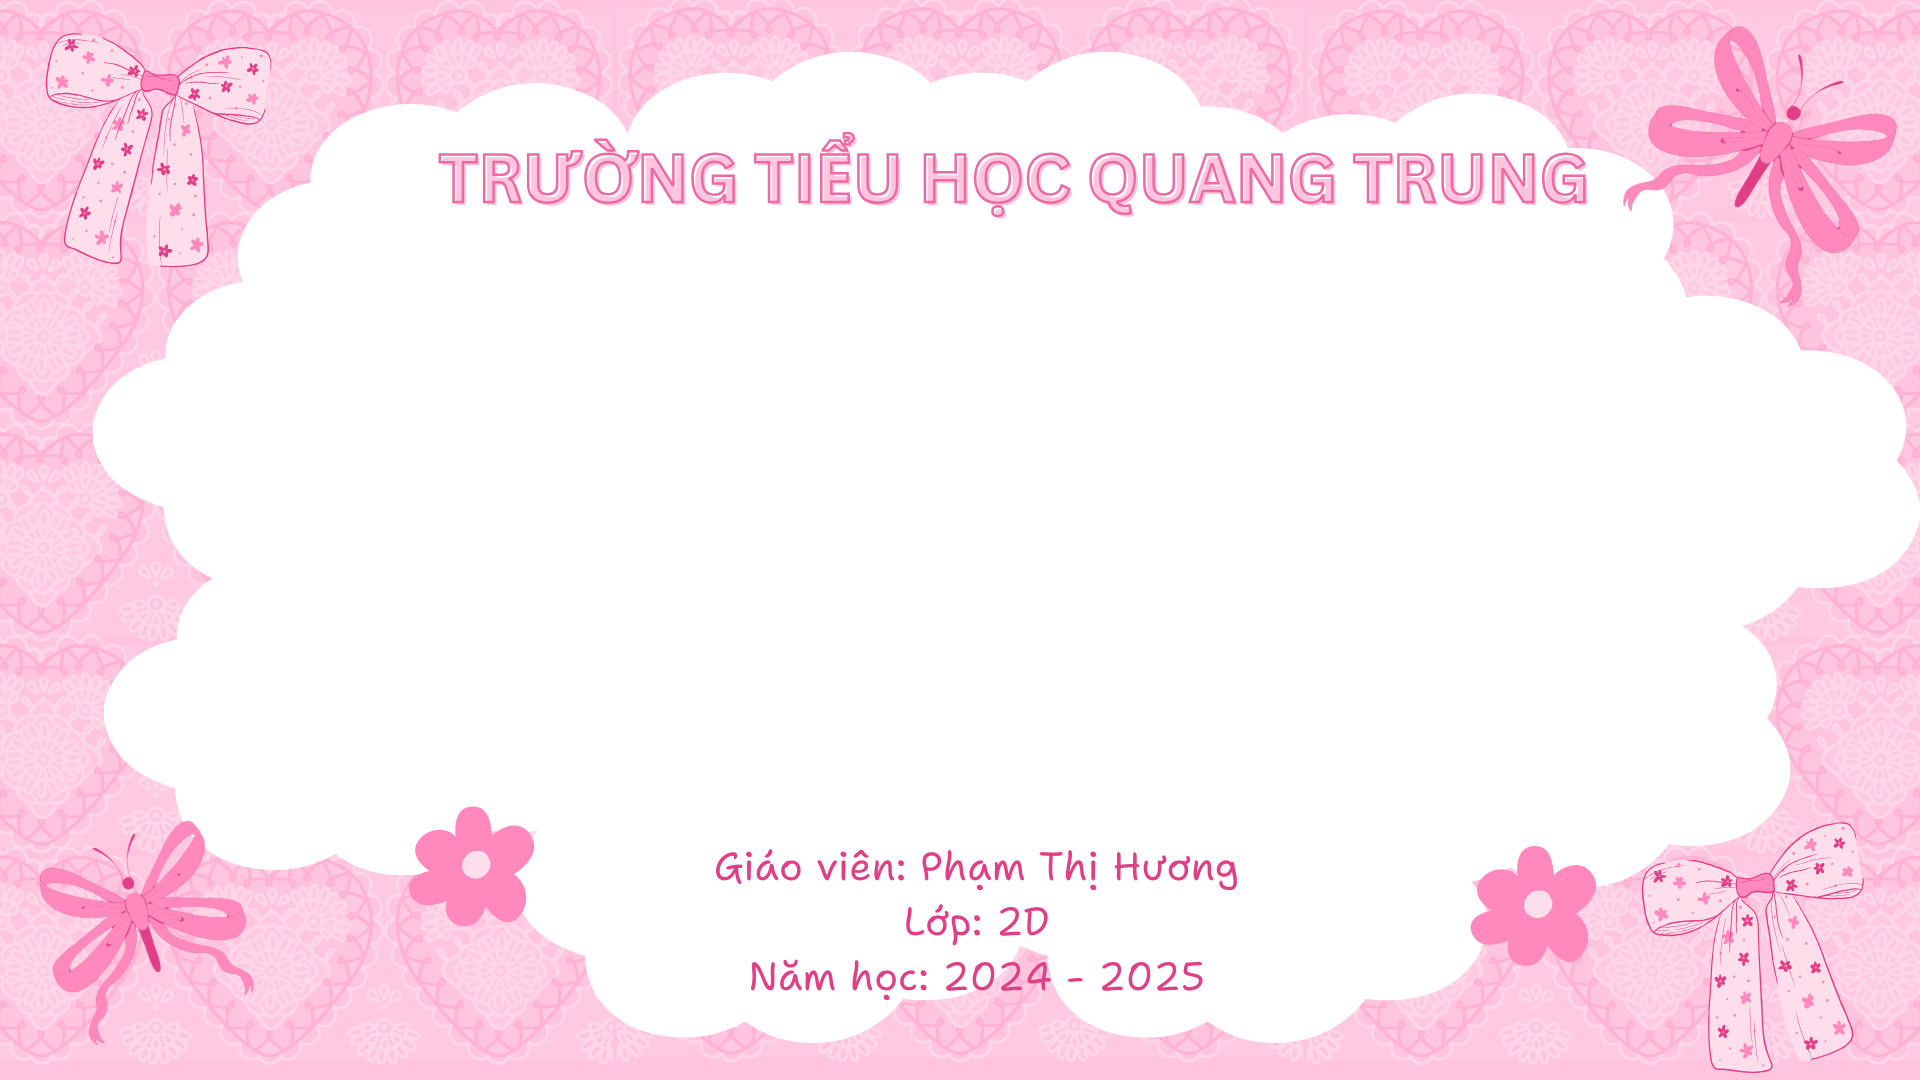 TRƯỜNG TIỂU HỌC QUANG TRUNG
Giáo viên: Phạm Thị Hương
Lớp: 2D
Năm học: 2024 - 2025